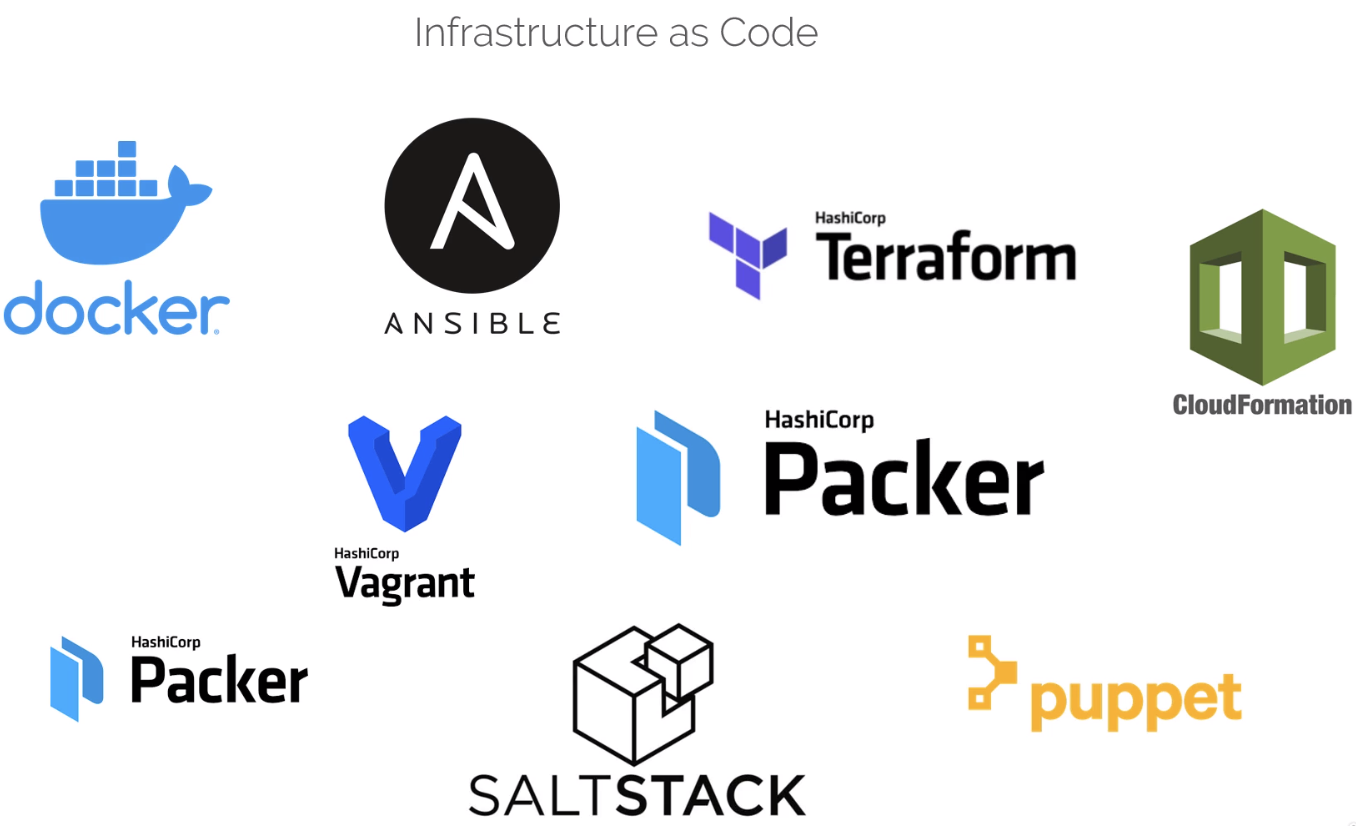 Infrastructure as Code
docker
ANSIBLE
HashiCorp
Terraform
CloudFormation
HashiCorp
Vagrant
HashiCorp
Packer
HashiCorp
Packer
SALTSTACK
puppet